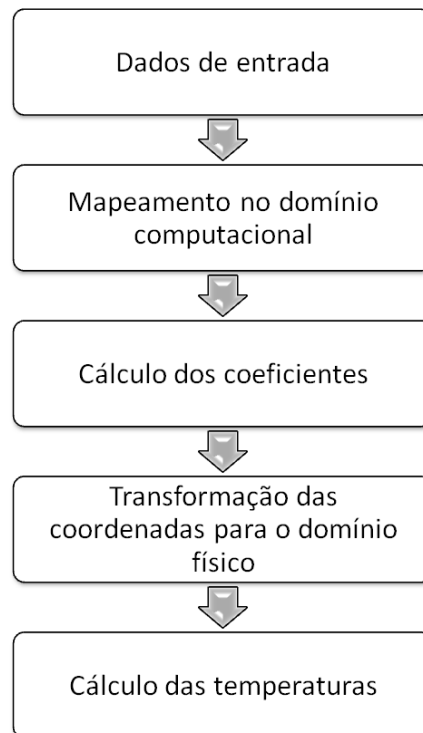 Dados de entrada
Mapeamento no domínio
computacional
Cálculo dos coeficientes
Transformação das
coordenadas para o domínio
físico
Cálculo das temperaturas